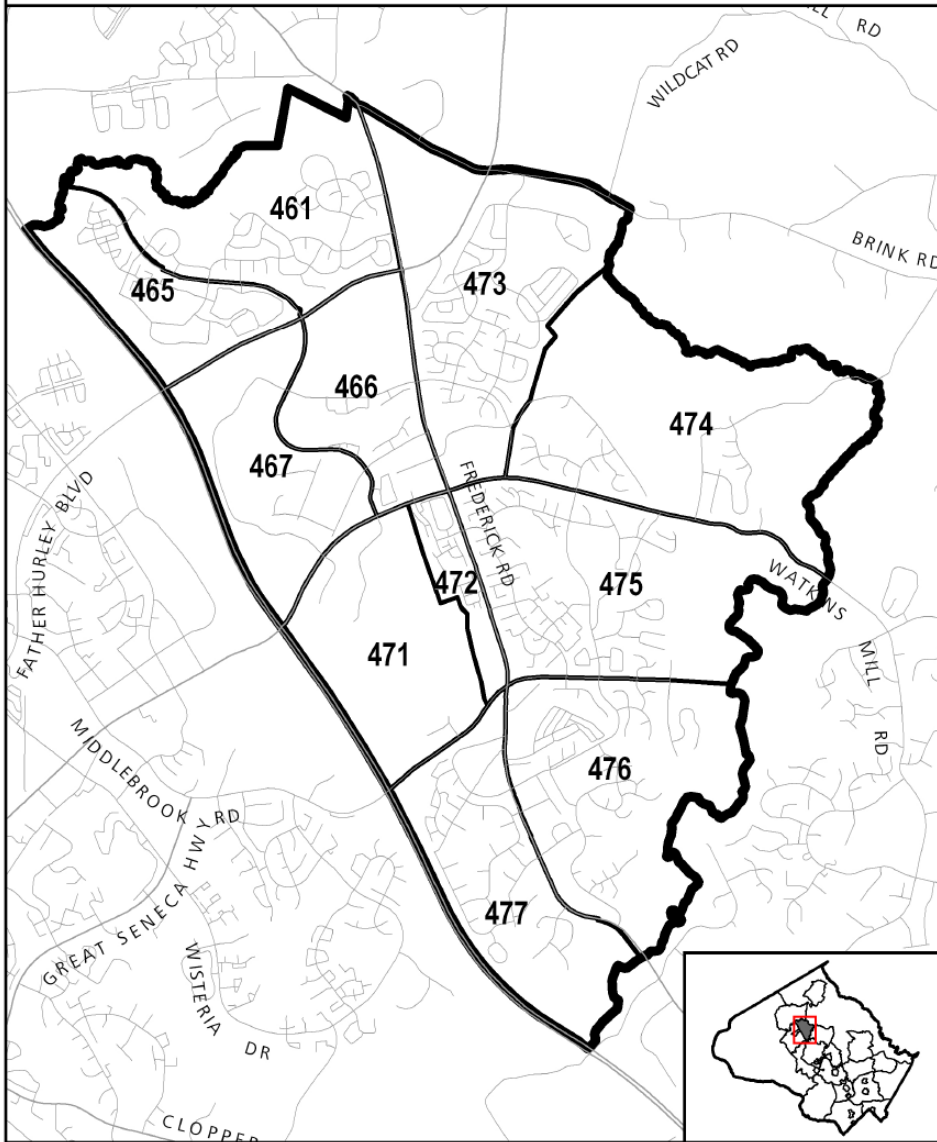 RD
WILDCAT RD
461
BRINK RD
473
465
466
474
467
FATHER HURLEY BLVD
FREDERICK RD
472
475
WATKINS
MILL
RD
471
MIDDLEBROOK RD
476
GREAT SENECA HWY
477
WISTERIA
DR
CLOPPER